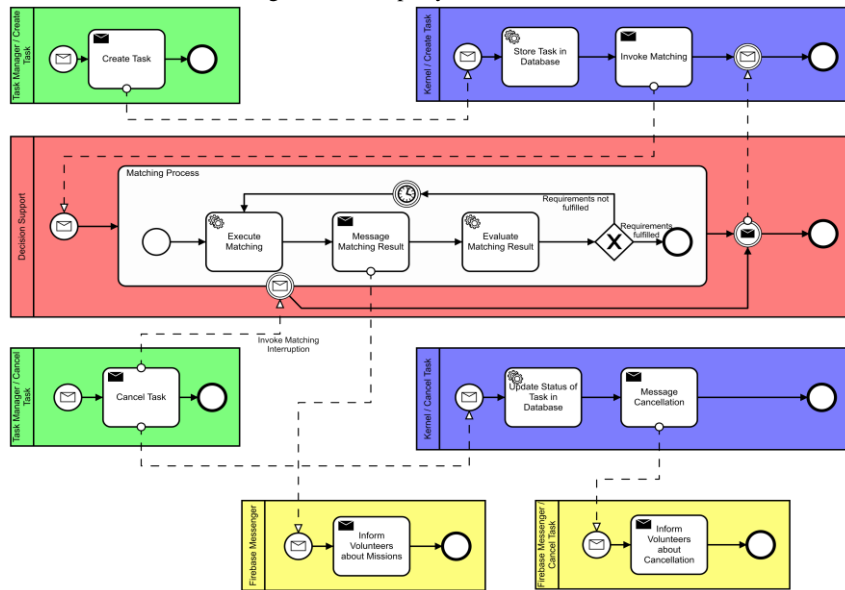 Task Manager / Create
Task
Create Task
Kernel / Create Task
Store Task in
Database
Invoke Matching
Decision Support
Matching Process
Requirements not
fulfilled
Requirements
fulfilled
Execute
Matching
Message
Matching Result
Evaluate
Matching Result
X
Invoke Matching
Interruption
Task Manager / Cancel
Task
Cancel Task
Kernel / Cancel Task
Update Status of
Task in
Database
Message
Cancellation
Firebase Messenger
Inform
Volunteers
about Missions
Firebase Messenger /
Cancel Task
Inform
Volunteers
about
Cancellation